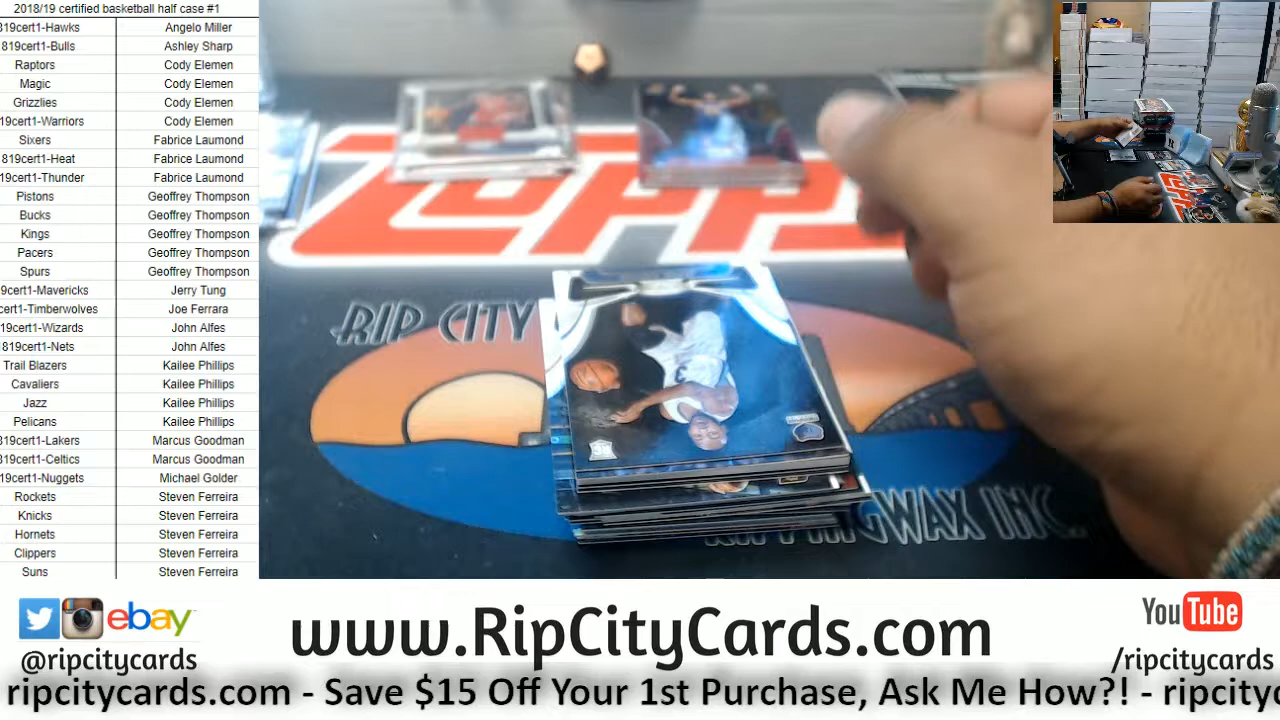 2018/19 certified basketball half case #1
819cert1-Hawks Angelo Miller
819cert1-Bulls Ashley Sharp
Raptors Cody Elemen
Magic Cody Elemen
Grizzlies Cody Elemen
19cert1-Warriors Cody Elemen
Sixers Fabrice Laumond
819cert1-Heat Fabrice Laumond
19cert1-Thunder Fabrice Laumond
Pistons Geoffrey Thompson
Bucks Geoffrey Thompson
Kings Geoffrey Thompson
Pacers Geoffrey Thompson
Spurs Geoffrey Thompson
9cert1-Mavericks Jerry Tung
cert1-Timberwolves Joe Ferrara
19cert1-Wizards John Alfes
819cert1-Nets John Alfes
Trail Blazers Kailee Phillips
Cavaliers Kailee Phillips
Jazz Kailee Phillips
Pelicans Kailee Phillips
819cert1-Lakers Marcus Goodman
819cert1-Celtics Marcus Goodman
19cert1-Nuggets Michael Golder
Rockets Steven Ferreira
Knicks Steven Ferreira
Hornets Steven Ferreira
Clippers Steven Ferreira
Suns Steven Ferreira
RIP CITY
WAX INC.
ebay
@ripcitycards
www.RipCityCards.com
YouTube
/ripcitycards
ripcitycards.com - Save $15 Off Your 1st Purchase, Ask Me How?! - ripcityc